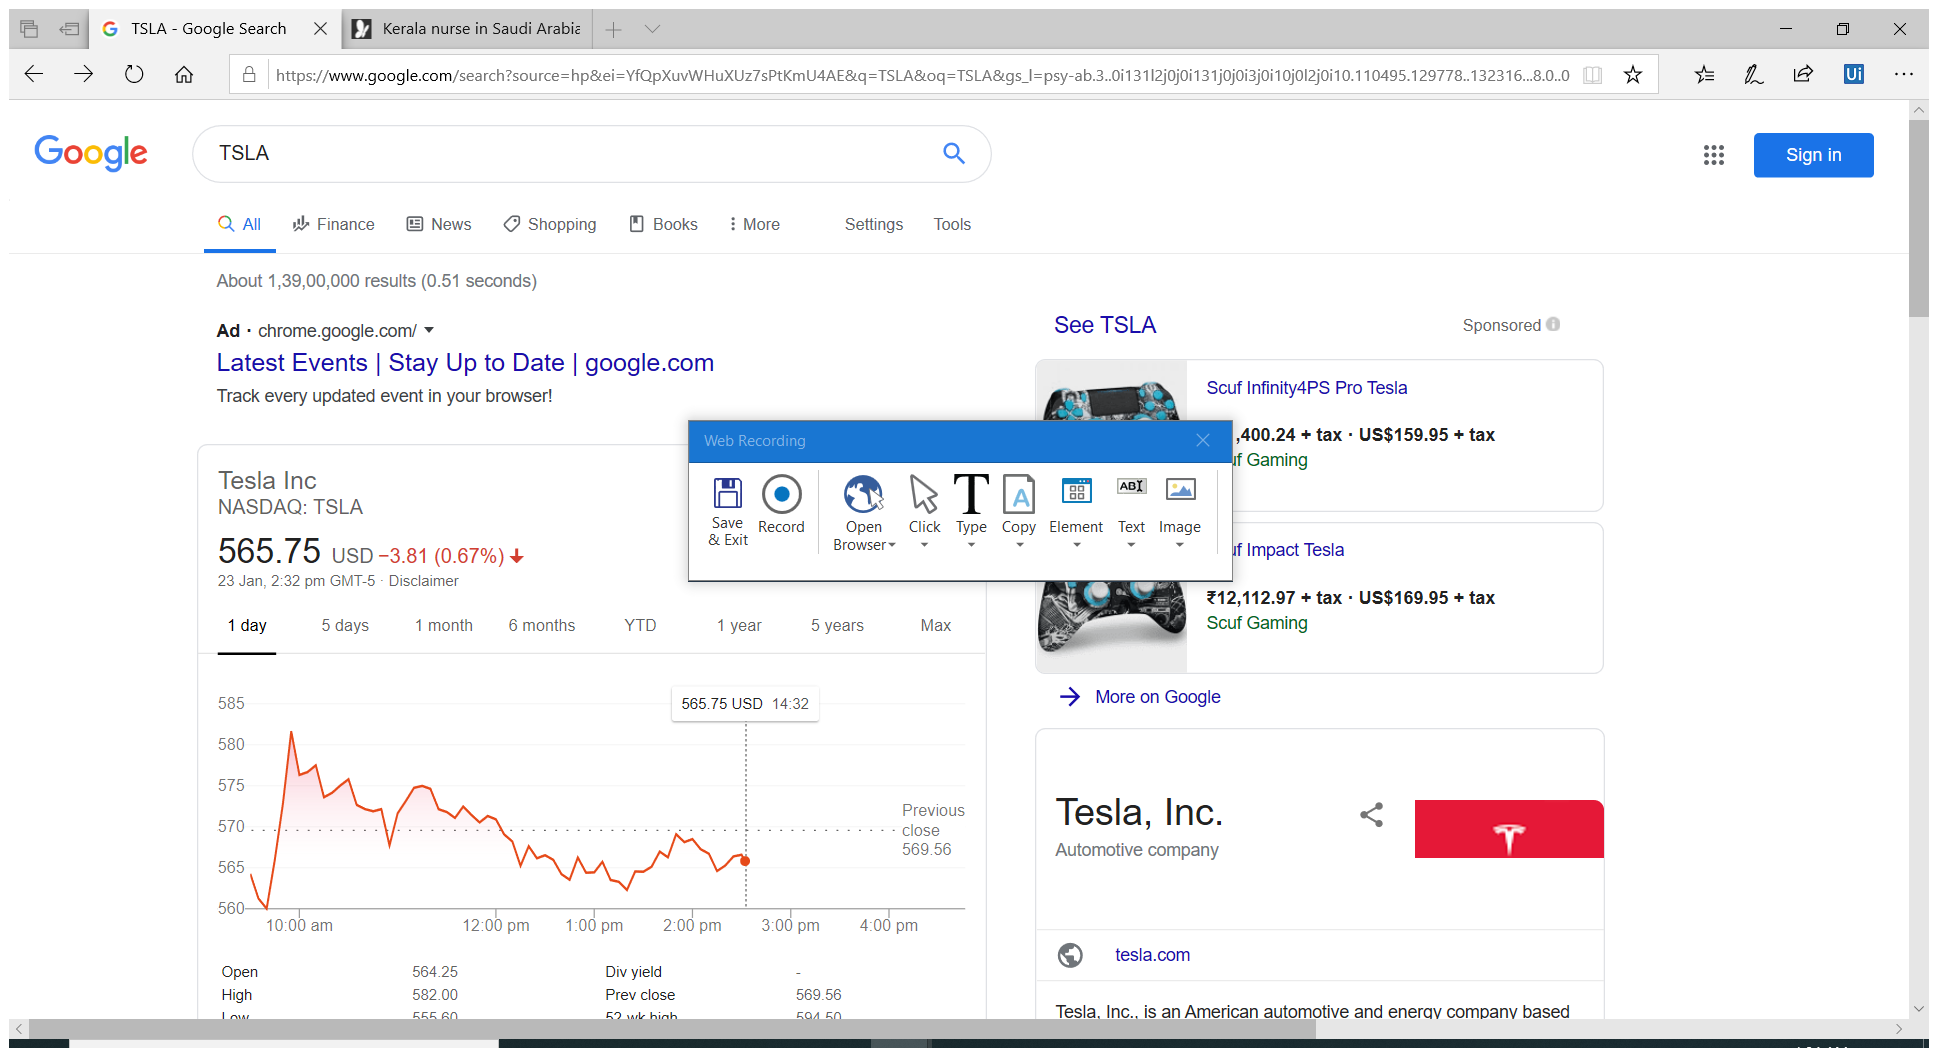 TSLA - Google Search
Kerala nurse in Saudi Arabia
https://www.google.com/search?source=hp&ei=YfQpXuvWHuXUz7sPtKmU4AE&q=TSLA&oq=TSLA&gs_l=psy-ab.3..0i131l2j0j0i131j0j0i3j0i10j0l2j0i10.110495.129778..132316...8.0..0
Ui
Google
TSLA
Sign in
All
Finance
News
Shopping
Books
More
Settings
Tools
About 1,39,00,000 results (0.51 seconds)
Ad · chrome.google.com/
Latest Events | Stay Up to Date | google.com
Track every updated event in your browser!
See TSLA
Sponsored
Scuf Infinity4PS Pro Tesla
,400.24 + tax · US$159.95 + tax
uf Gaming
Web Recording
Save
& Exit
Record
Open
Browser
Click
Type
Copy
Element
ABI
Text
Image
uf Impact Tesla
₹12,112.97 + tax · US$169.95 + tax
Scuf Gaming
More on Google
Tesla Inc
NASDAQ: TSLA
565.75 USD −3.81 (0.67%)
23 Jan, 2:32 pm GMT-5 · Disclaimer
1 day
5 days
1 month
6 months
YTD
1 year
5 years
Max
565.75 USD 14:32
585
580
575
570
565
560
Previous
close
569.56
10:00 am
12:00 pm
1:00 pm
2:00 pm
3:00 pm
4:00 pm
Open 564.25 Div yield -
High 582.00 Prev close 569.56
Low 555.60 52-wk high 594.50
Tesla, Inc.
Automotive company
tesla.com
Tesla, Inc., is an American automotive and energy company based